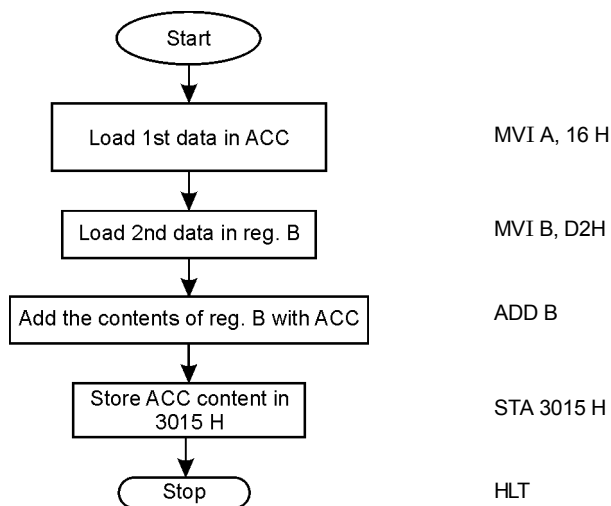 Start
Load 1st data in ACC
MVI A, 16 H
Load 2nd data in reg. B
MVI B, D2H
Add the contents of reg. B with ACC
ADD B
Store ACC content in
3015 H
STA 3015 H
Stop
HLT